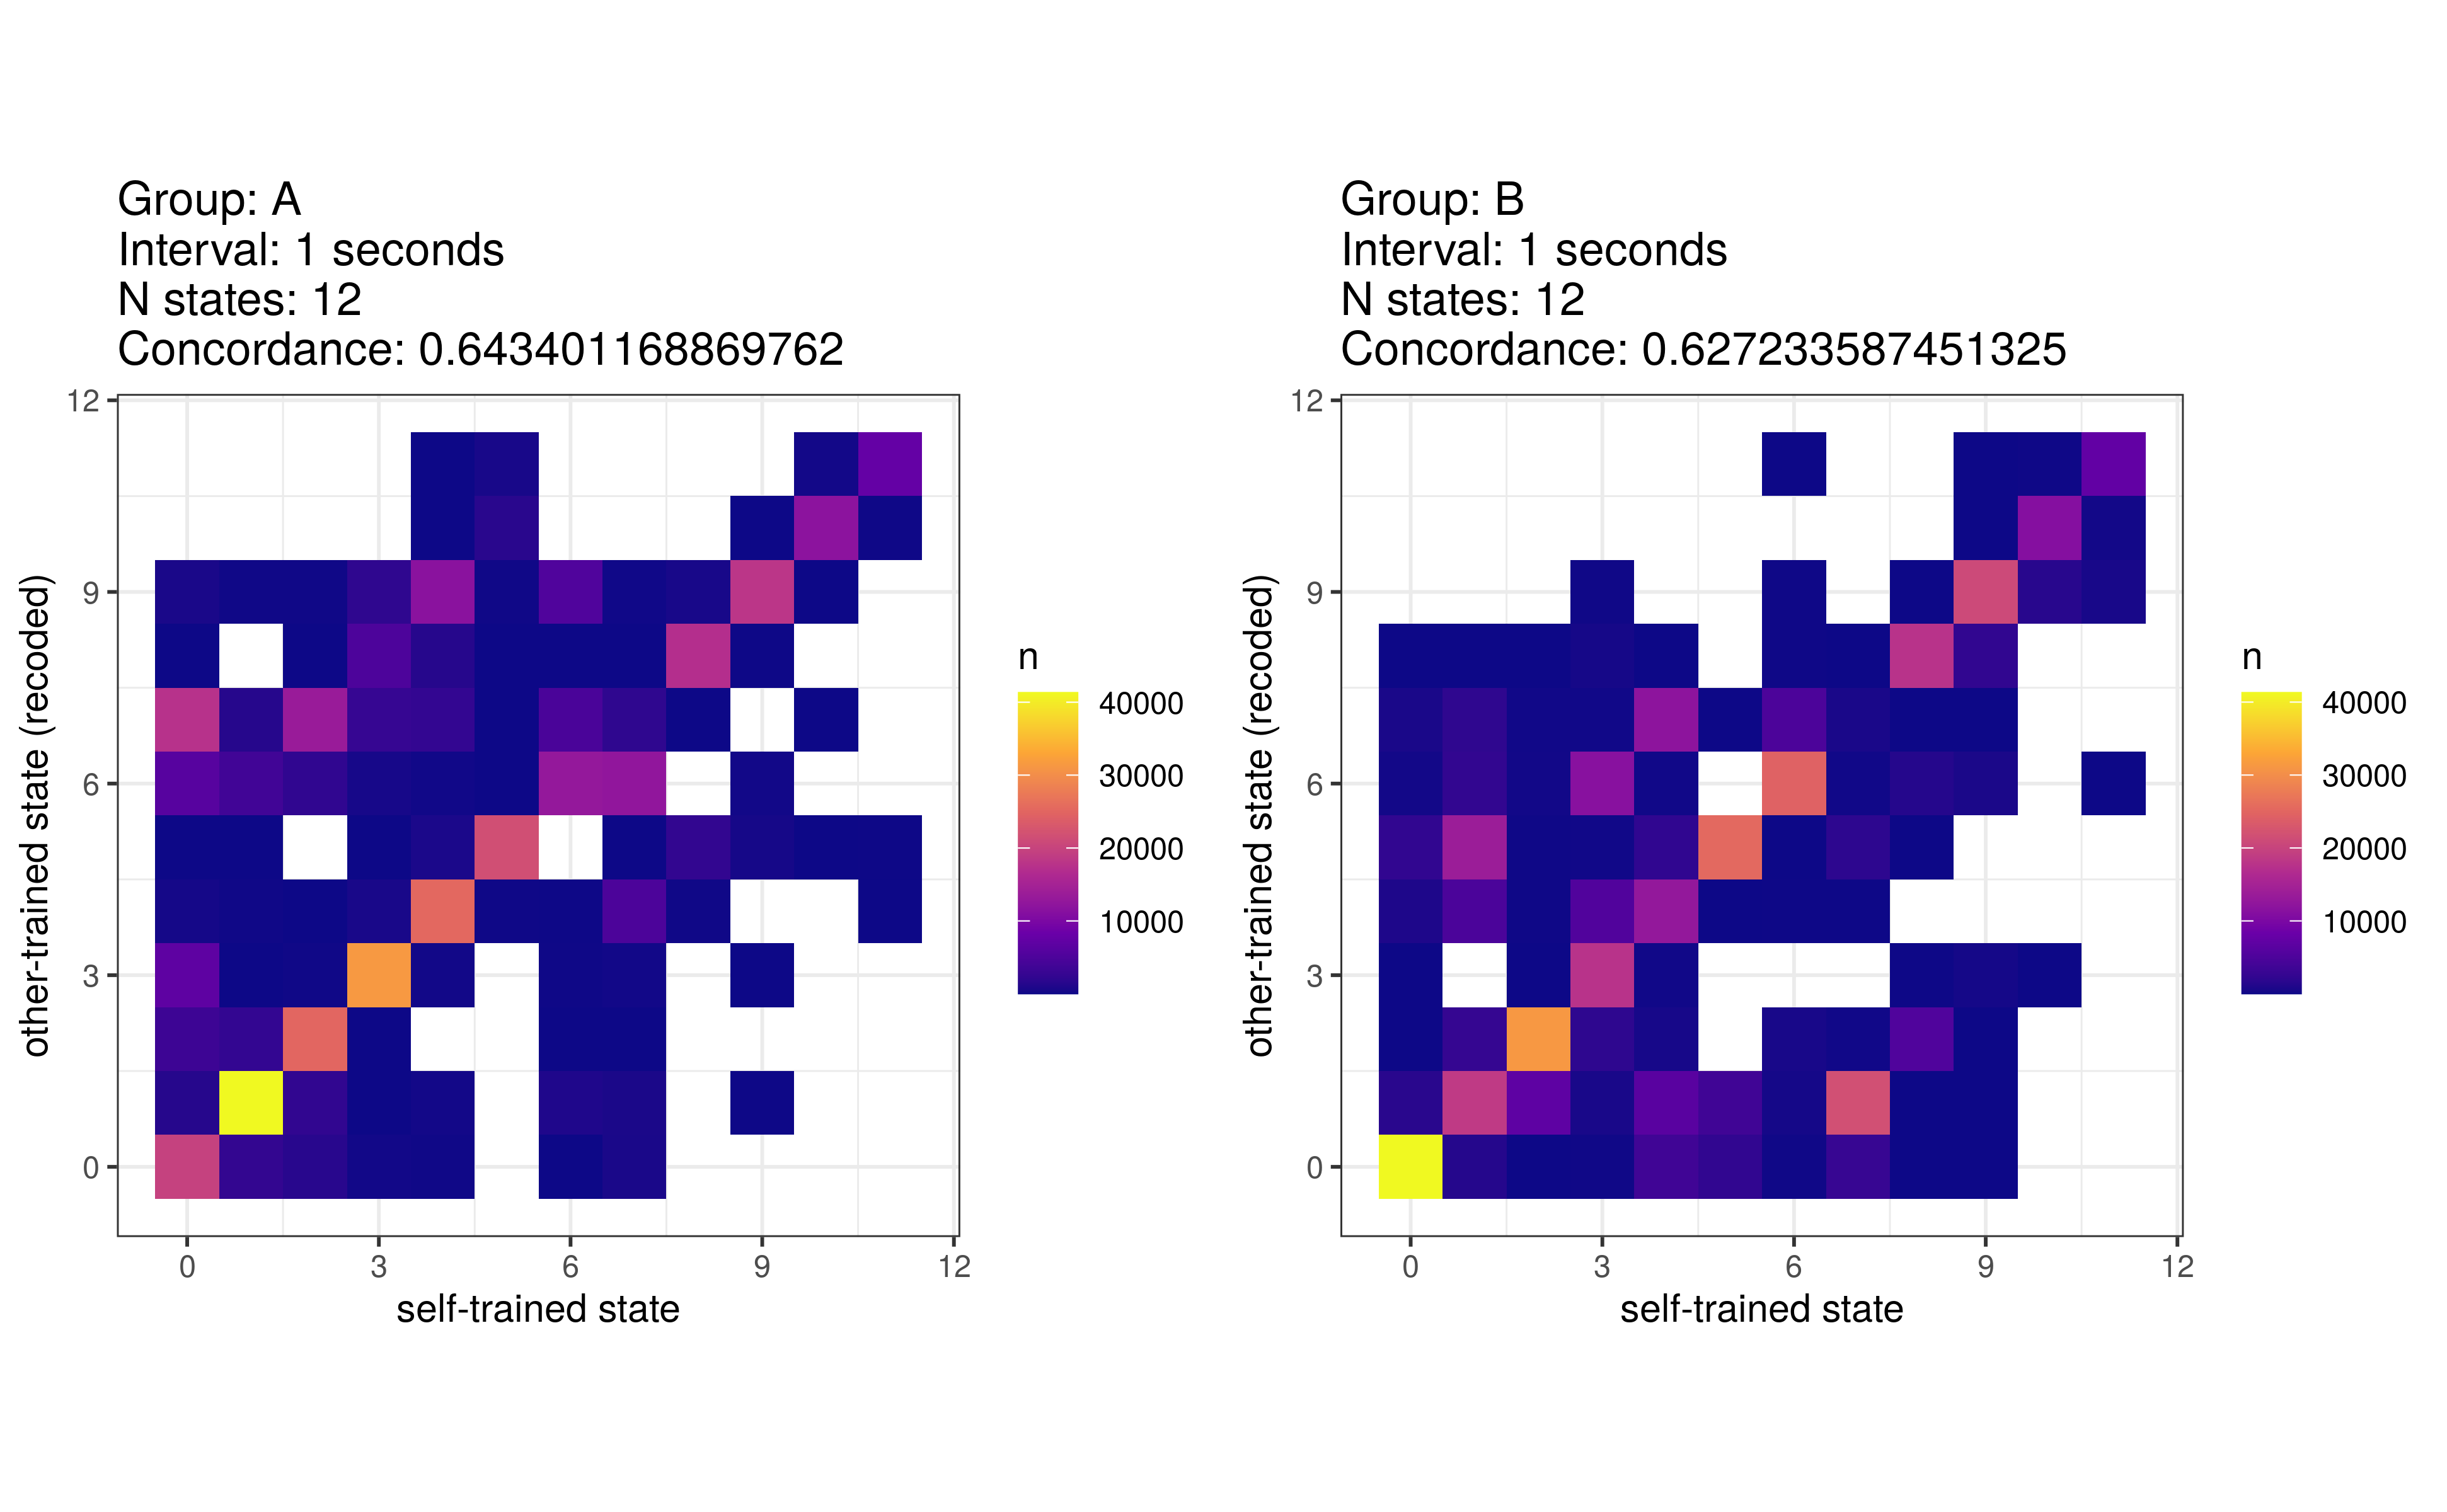 Group: A
Interval: 1 seconds
N states: 12
Concordance: 0.643401168869762
12
9
6
3
0
other-trained state (recoded)
0 3 6 9 12
self-trained state
n
40000
30000
20000
10000
Group: B
Interval: 1 seconds
N states: 12
Concordance: 0.627233587451325
12
9
6
3
0
other-trained state (recoded)
0 3 6 9 12
self-trained state
n
40000
30000
20000
10000